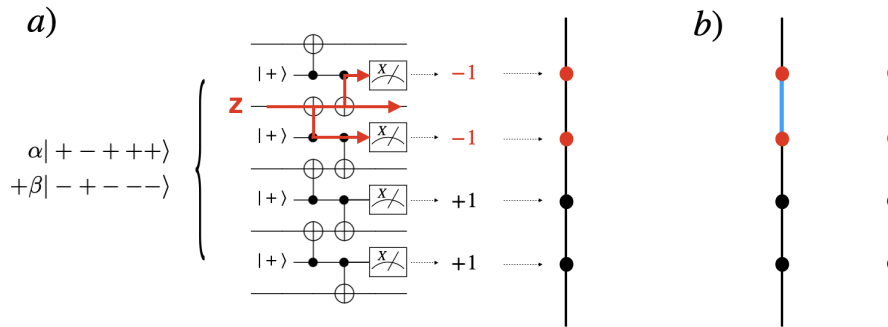 a)
b)
|+⟩ X -1
Z
|+⟩ X -1
α|+-+++⟩
+β|-+---⟩
|+⟩ X +1
|+⟩ X +1